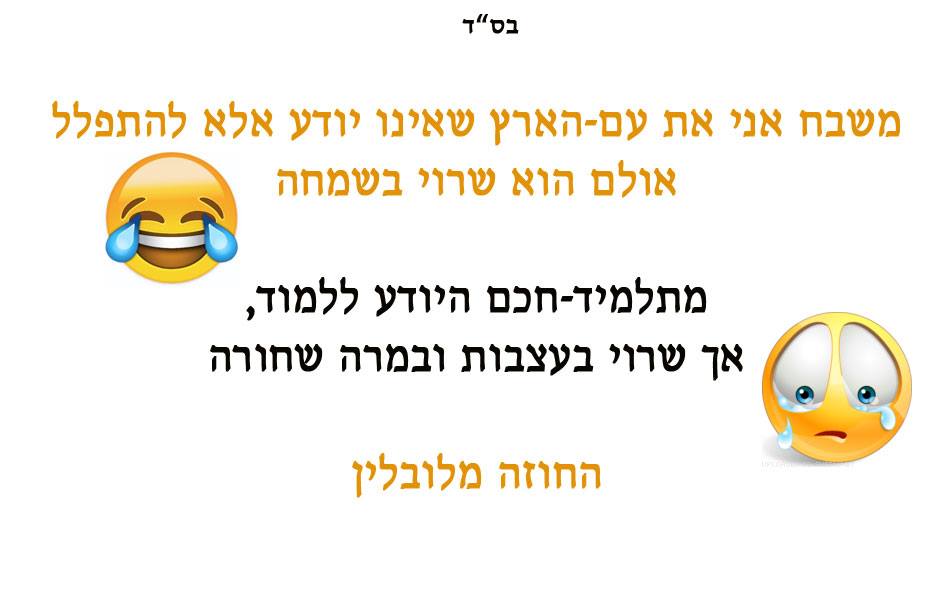 בס“ד
משבח אני את עם-הארץ שאינו יודע אלא להתפלל
אולם הוא שרוי בשמחה
מתלמיד-חכם היודע ללמוד,
אך שרוי בעצבות ובמרה שחורה
החוזה מלובלין